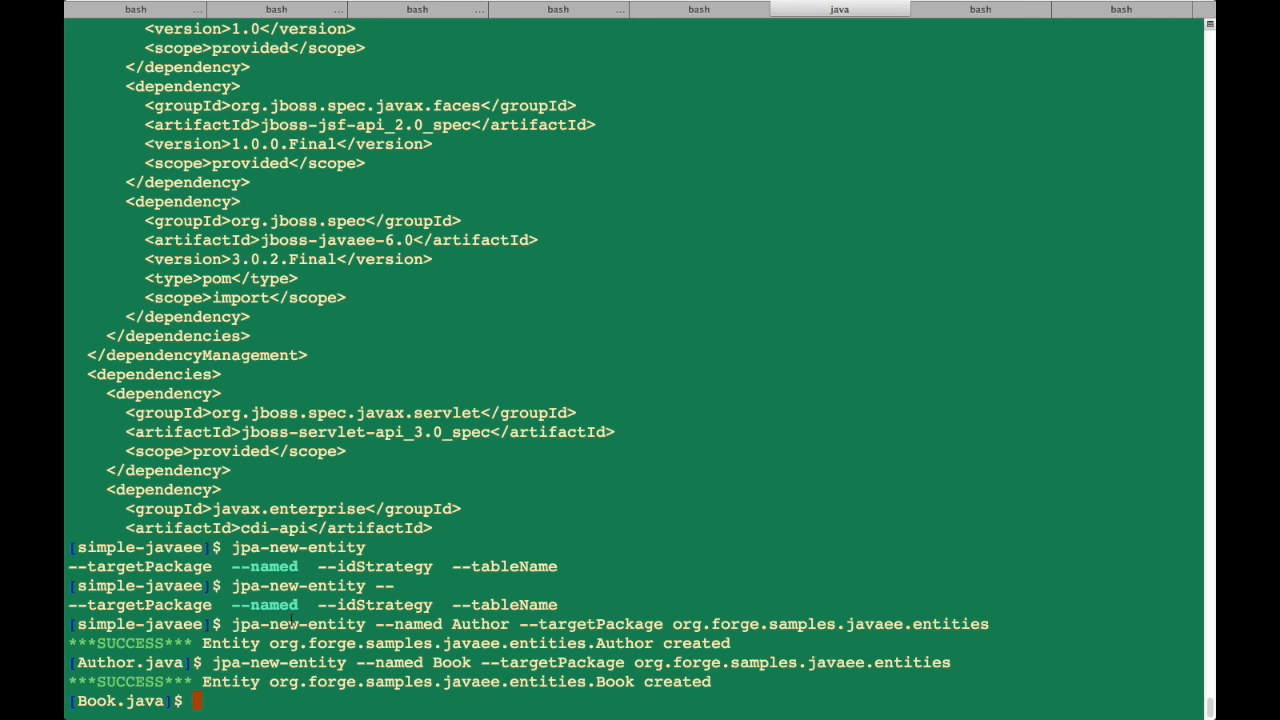 bash ... bash ... bash ... bash ... bash java bash bash
<version>1.0</version>
<scope>provided</scope>
</dependency>
<dependency>
<groupId>org.jboss.spec.javax.faces</groupId>
<artifactId>jboss-jsf-api_2.0_spec</artifactId>
<version>1.0.0.Final</version>
<scope>provided</scope>
</dependency>
<dependency>
<groupId>org.jboss.spec</groupId>
<artifactId>jboss-javaee-6.0</artifactId>
<version>3.0.2.Final</version>
<type>pom</type>
<scope>import</scope>
</dependency>
</dependencies>
</dependencyManagement>
<dependencies>
<dependency>
<groupId>org.jboss.spec.javax.servlet</groupId>
<artifactId>jboss-servlet-api_3.0_spec</artifactId>
<scope>provided</scope>
</dependency>
<dependency>
<groupId>javax.enterprise</groupId>
<artifactId>cdi-api</artifactId>
[simple-javaee]$ jpa-new-entity
--targetPackage --named --idStrategy --tableName
[simple-javaee]$ jpa-new-entity --
--targetPackage --named --idStrategy --tableName
[simple-javaee]$ jpa-new-entity --named Author --targetPackage org.forge.samples.javaee.entities
***SUCCESS*** Entity org.forge.samples.javaee.entities.Author created
[Author.java]$ jpa-new-entity --named Book --targetPackage org.forge.samples.javaee.entities
***SUCCESS*** Entity org.forge.samples.javaee.entities.Book created
[Book.java]$